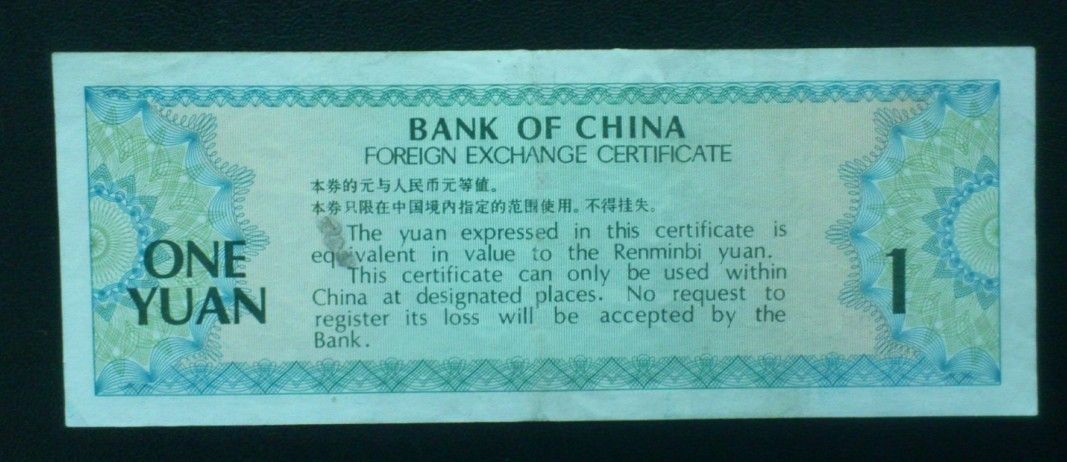 BANK OF CHINA
FOREIGN EXCHANGE CERTIFICATE
本券的元与人民币元等值。
本券只限在中国境内指定的范围使用。不得挂失。
The yuan expressed in this certificate is
equivalent in value to the Renminbi yuan.
This certificate can only be used within
China at designated places. No request to
register its loss will be accepted by the
Bank.
ONE
YUAN
1